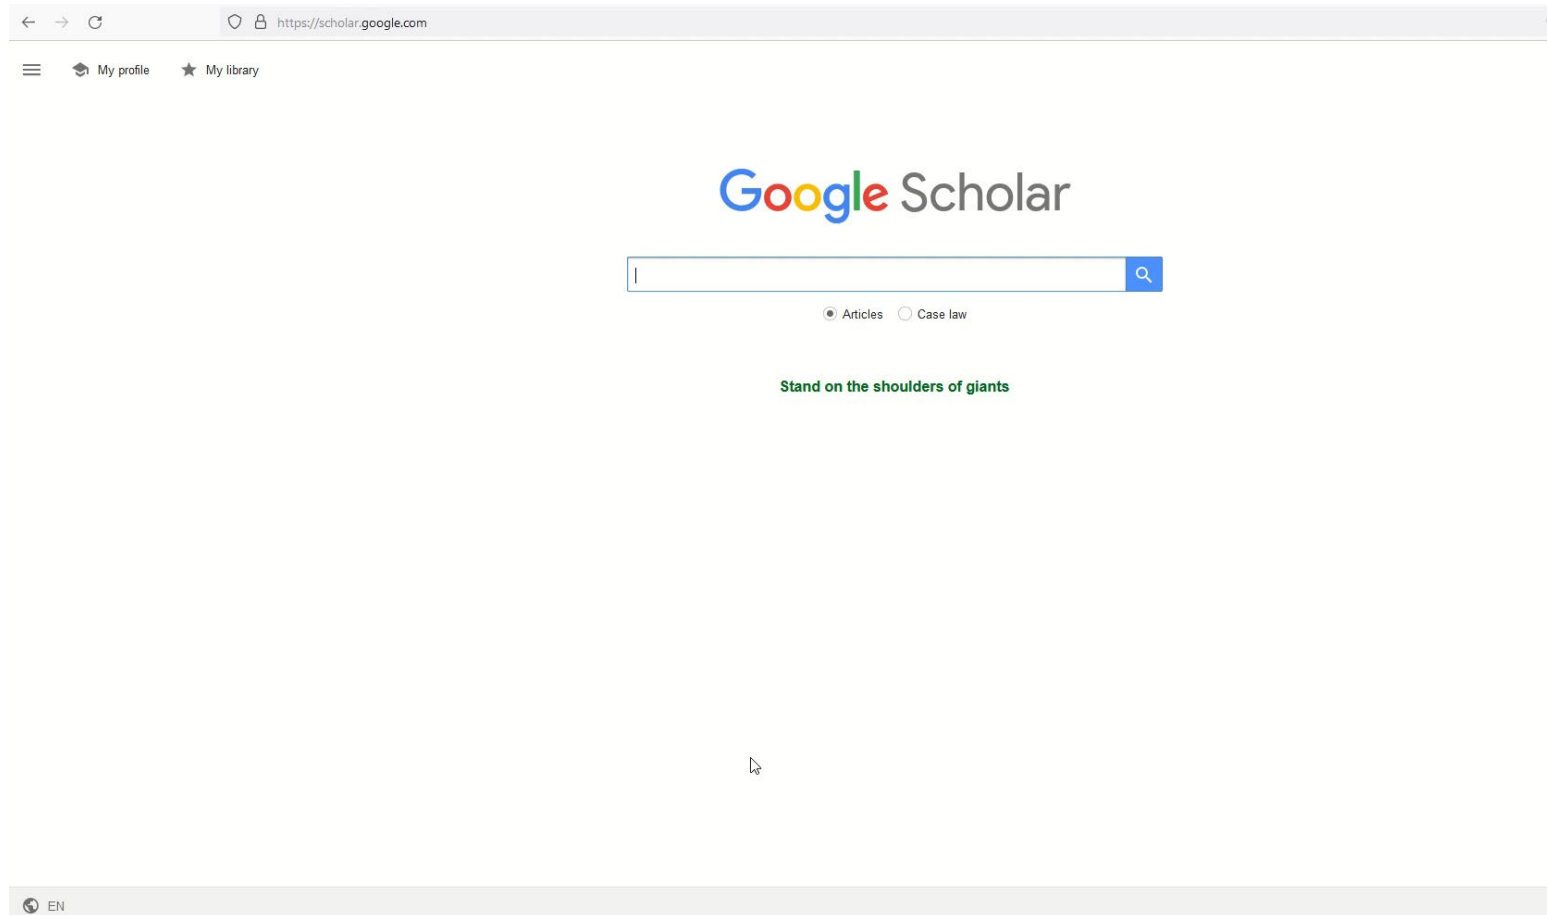 https://scholar.google.com
My profile My library
Google Scholar
Articles Case law
Stand on the shoulders of giants
EN